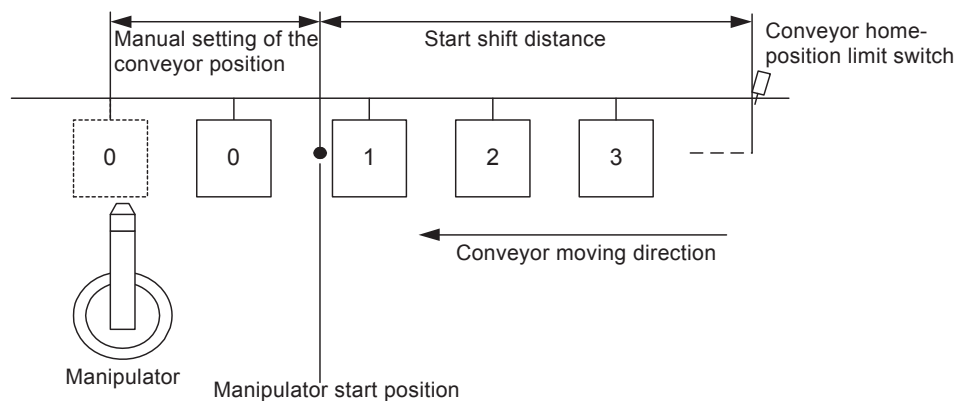 Manual setting of the
conveyor position
Start shift distance
Conveyor home-
position limit switch
0
0
1
2
3
Conveyor moving direction
Manipulator
Manipulator start position